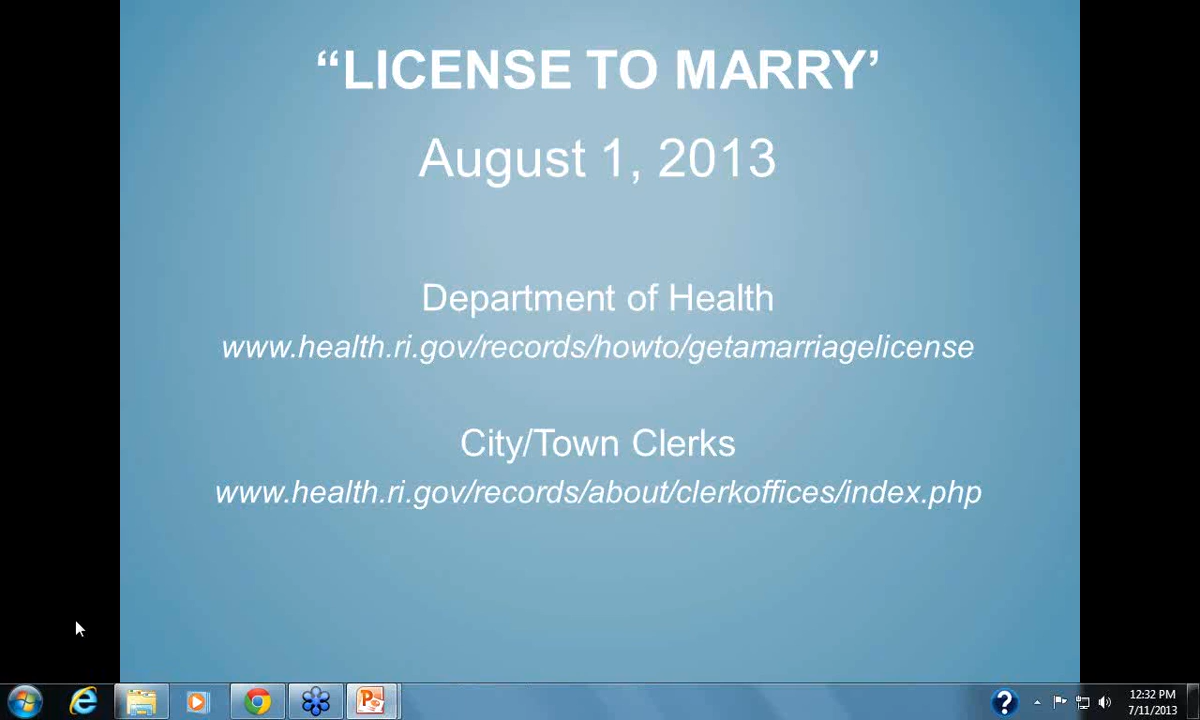 “LICENSE TO MARRY’
August 1, 2013
Department of Health
www.health.ri.gov/records/howto/getamarriagelicense
City/Town Clerks
www.health.ri.gov/records/about/clerkoffices/index.php
12:32 PM
7/11/2013